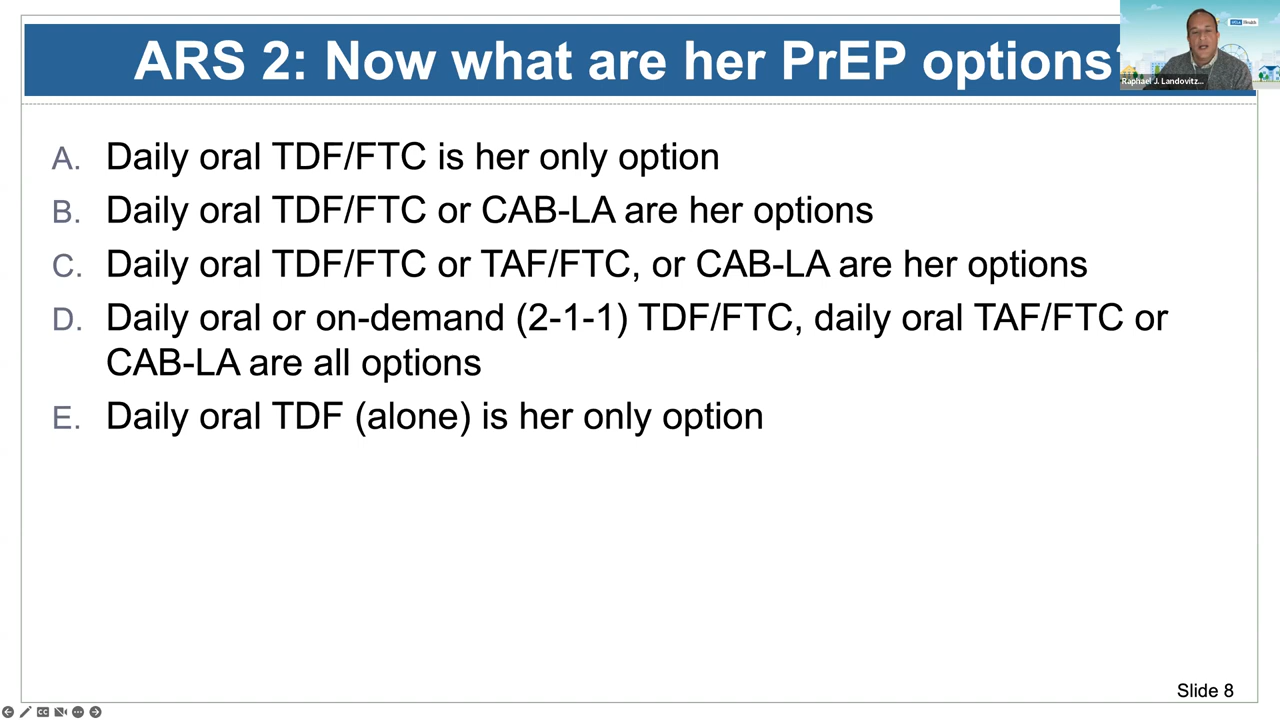 ARS 2: Now what are her PrEP options?
Raphael J. Landovitz...
A. Daily oral TDF/FTC is her only option
B. Daily oral TDF/FTC or CAB-LA are her options
C. Daily oral TDF/FTC or TAF/FTC, or CAB-LA are her options
D. Daily oral or on-demand (2-1-1) TDF/FTC, daily oral TAF/FTC or
CAB-LA are all options
E. Daily oral TDF (alone) is her only option
Slide 8